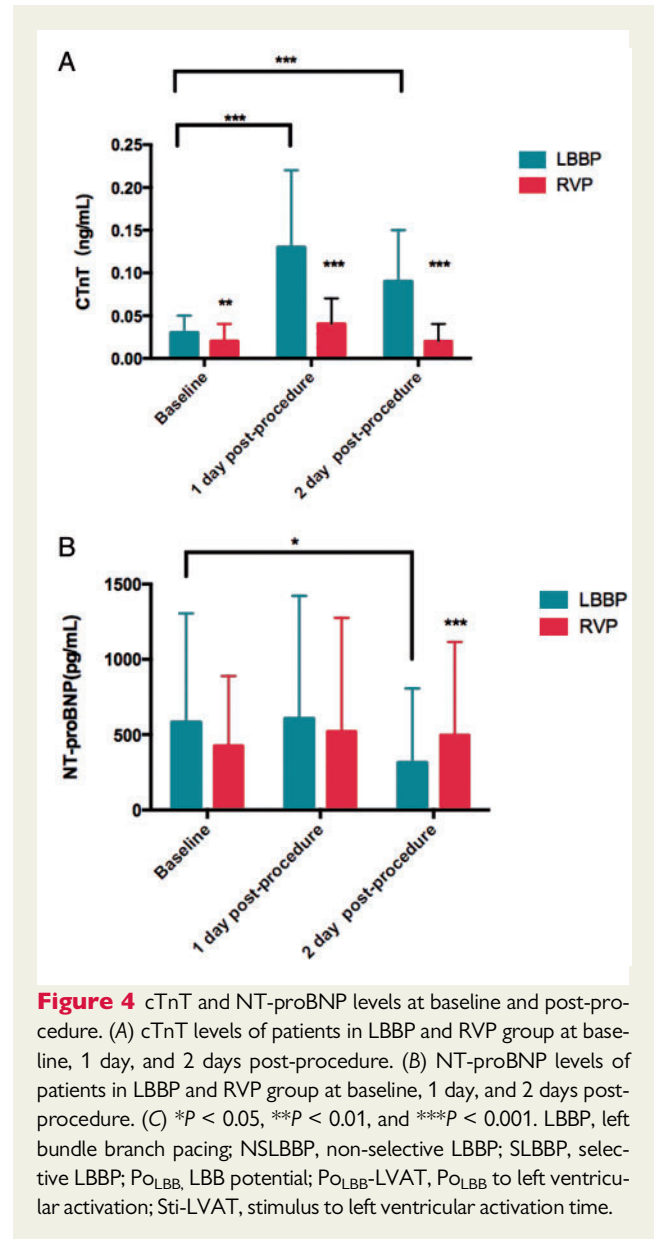 A
***
***
0.25
0.20
0.15
0.10
0.05
0.00
CTnT (ng/mL)
LBBP
RVP
**
***
***
Baseline
1 day post-procedure
2 day post-procedure
B
*
1500
1000
500
0
NT-proBNP(pg/mL)
LBBP
RVP
***
Baseline
1 day post-procedure
2 day post-procedure
Figure 4 cTnT and NT-proBNP levels at baseline and post-pro-
cedure. (A) cTnT levels of patients in LBBP and RVP group at base-
line, 1 day, and 2 days post-procedure. (B) NT-proBNP levels of
patients in LBBP and RVP group at baseline, 1 day, and 2 days post-
procedure. (C) *P < 0.05, **P < 0.01, and ***P < 0.001. LBBP, left
bundle branch pacing; NSLBBP, non-selective LBBP; SLBBP, selec-
tive LBBP; PoLBB, LBB potential; PoLBB-LVAT, PoLBB to left ventricu-
lar activation; Sti-LVAT, stimulus to left ventricular activation time.